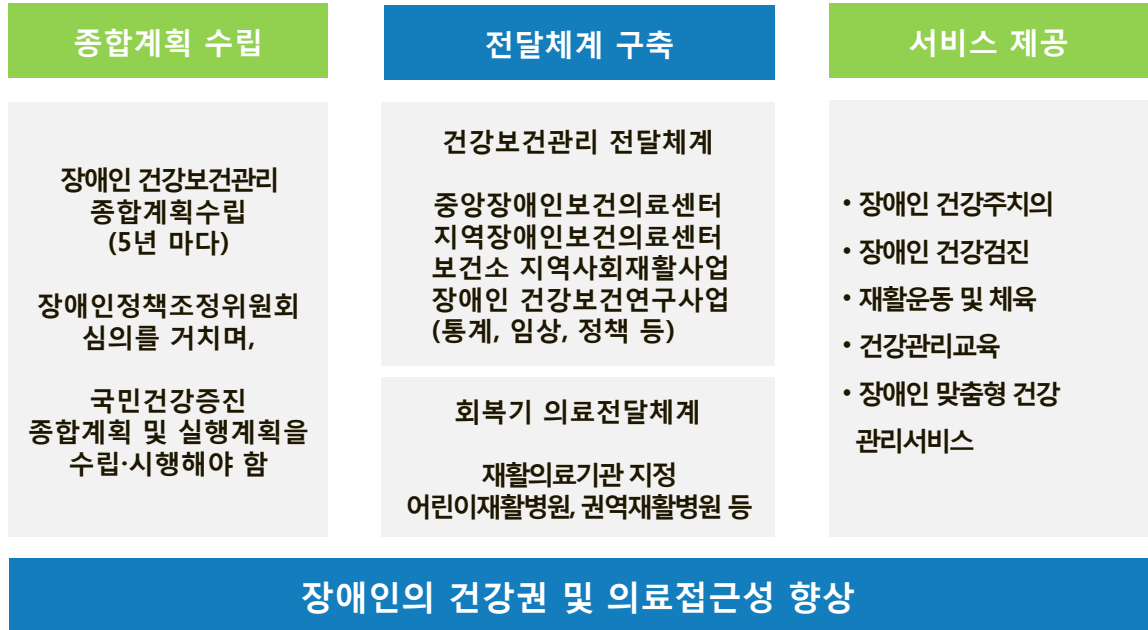 종합계획 수립
장애인 건강보건관리
종합계획수립
(5년 마다)
장애인정책조정위원회
심의를 거치며,
국민건강증진
종합계획 및 실행계획을
수립·시행해야 함
전달체계 구축
건강보건관리 전달체계
중앙장애인보건의료센터
지역장애인보건의료센터
보건소 지역사회재활사업
장애인 건강보건연구사업
(통계, 임상, 정책 등)
회복기 의료전달체계
재활의료기관 지정
어린이재활병원, 권역재활병원 등
서비스 제공
• 장애인 건강주치의
• 장애인 건강검진
• 재활운동 및 체육
• 건강관리교육
• 장애인 맞춤형 건강
관리서비스
장애인의 건강권 및 의료접근성 향상